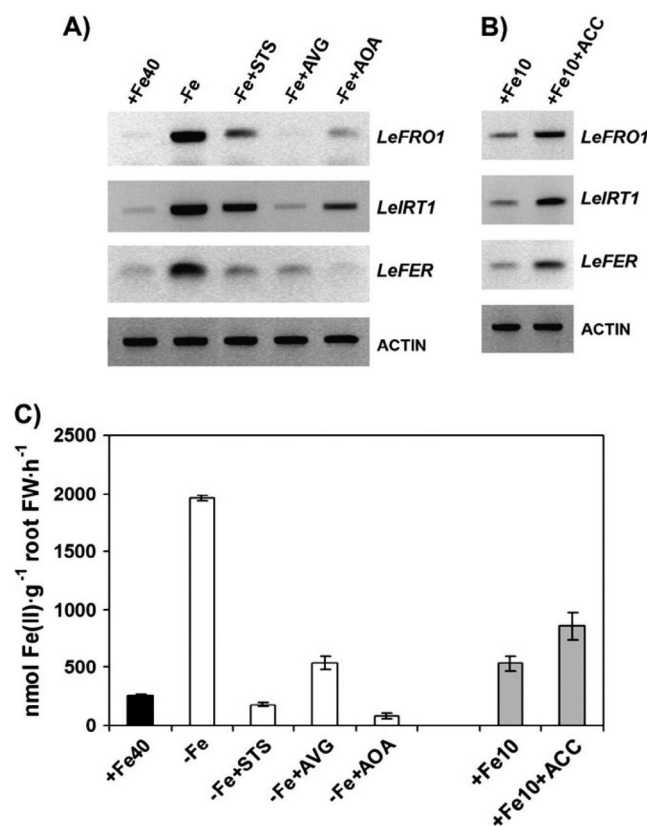 A)
+Fe40 -Fe -Fe+STS -Fe+AVG -Fe+AOA
LeFRO1
LeIRT1
LeFER
ACTIN
B)
+Fe10 +Fe10+ACC
LeFRO1
LeIRT1
LeFER
ACTIN
C)
nmol Fe(II)·g⁻¹ root FW·h⁻¹
2500
2000
1500
1000
500
0
+Fe40 -Fe -Fe+STS -Fe+AVG -Fe+AOA +Fe10 +Fe10+ACC